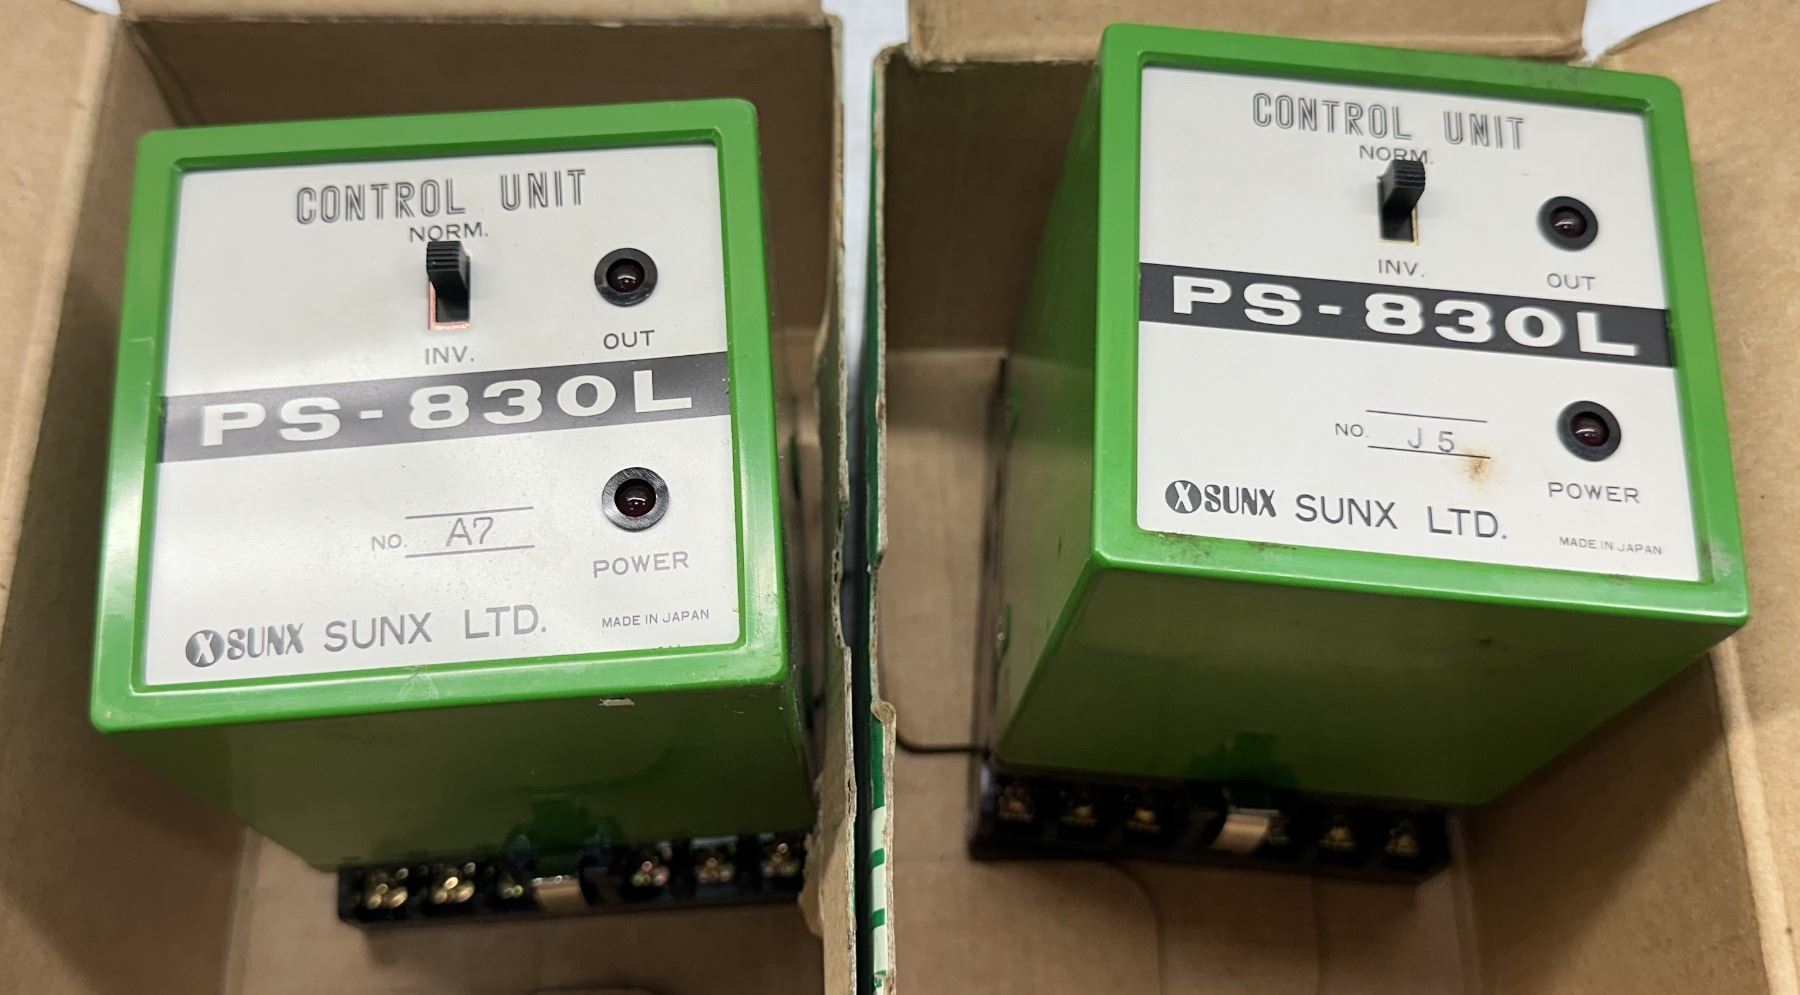 CONTROL UNIT
NORM.
INV.
OUT
PS-830L
NO. A7
POWER
SUNX SUNX LTD.
MADE IN JAPAN
CONTROL UNIT
NORM.
INV.
OUT
PS-830L
NO. J5
POWER
SUNX SUNX LTD.
MADE IN JAPAN